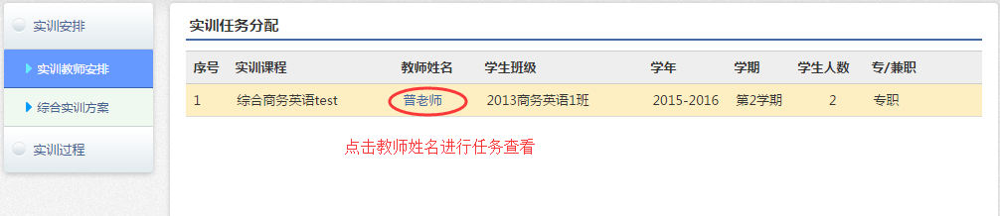 实训安排
实训教师安排
综合实训方案
实训过程
实训任务分配
序号 实训课程 教师姓名 学生班级 学年 学期 学生人数 专/兼职
1 综合商务英语test 普老师 2013商务英语1班 2015-2016 第2学期 2 专职
点击教师姓名进行任务查看